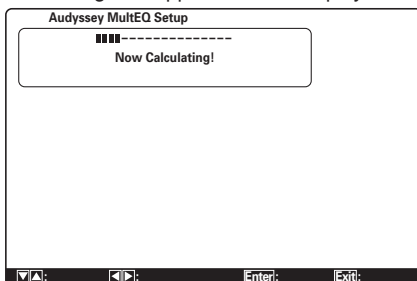 Audyssey MultEQ Setup
Now Calculating!
▼▲: ◀▶: Enter: Exit: